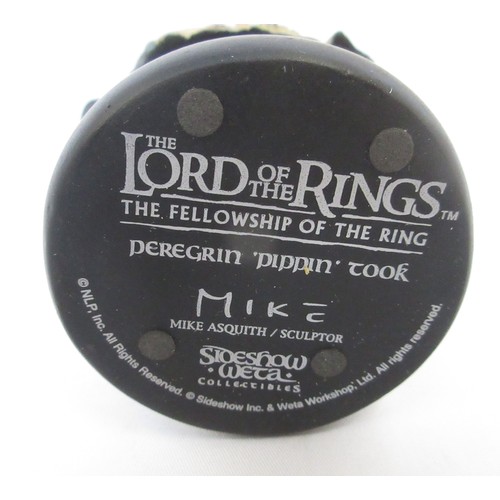 THE
LORD OF THE RINGS™
THE FELLOWSHIP OF THE RING
PEREGRIN 'PIPPIN' TOOK
MIKE
MIKE ASQUITH / SCULPTOR
SIDESHOW
WETA
COLLECTIBLES
© NLP, Inc. All Rights Reserved. © Sideshow Inc. & Weta Workshop, Ltd. All rights reserved.